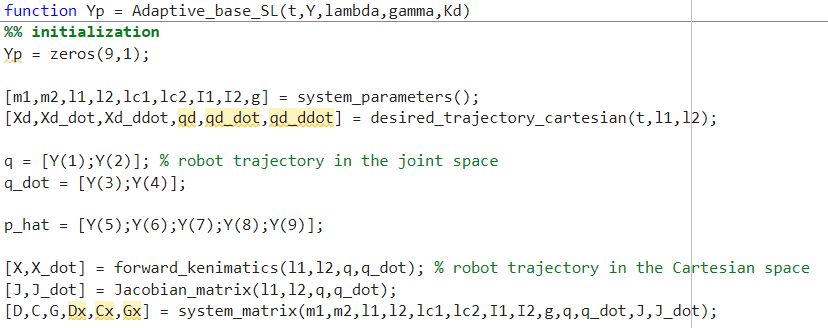 function Yp = Adaptive_base_SL(t,Y,lambda,gamma,Kd)
%% initialization
Yp = zeros(9,1);
[m1,m2,l1,l2,lc1,lc2,I1,I2,g] = system_parameters();
[Xd,Xd_dot,Xd_ddot,qd,qd_dot,qd_ddot] = desired_trajectory_cartesian(t,l1,l2);
q = [Y(1);Y(2)]; % robot trajectory in the joint space
q_dot = [Y(3);Y(4)];
p_hat = [Y(5);Y(6);Y(7);Y(8);Y(9)];
[X,X_dot] = forward_kenimatics(l1,l2,q,q_dot); % robot trajectory in the Cartesian space
[J,J_dot] = Jacobian_matrix(l1,l2,q,q_dot);
[D,C,G,Dx,Cx,Gx] = system_matrix(m1,m2,l1,l2,lc1,lc2,I1,I2,g,q,q_dot,J,J_dot);